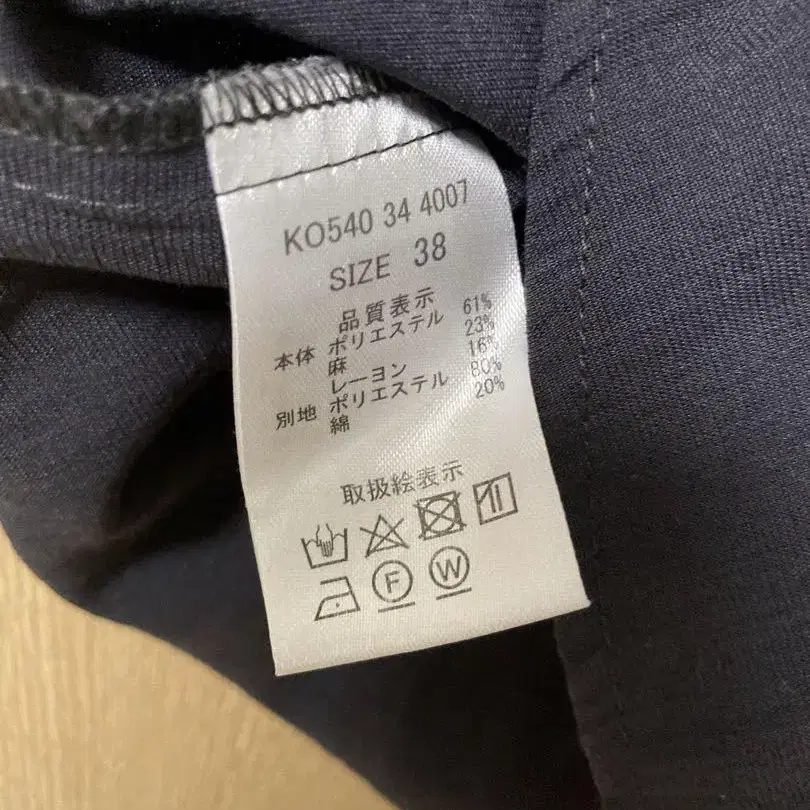 KO540 34 4007
SIZE 38
品質表示
本体 ポリエステル 61%
麻 23%
レーヨン 16%
別地 ポリエステル 80%
綿 20%
取扱絵表示
F W